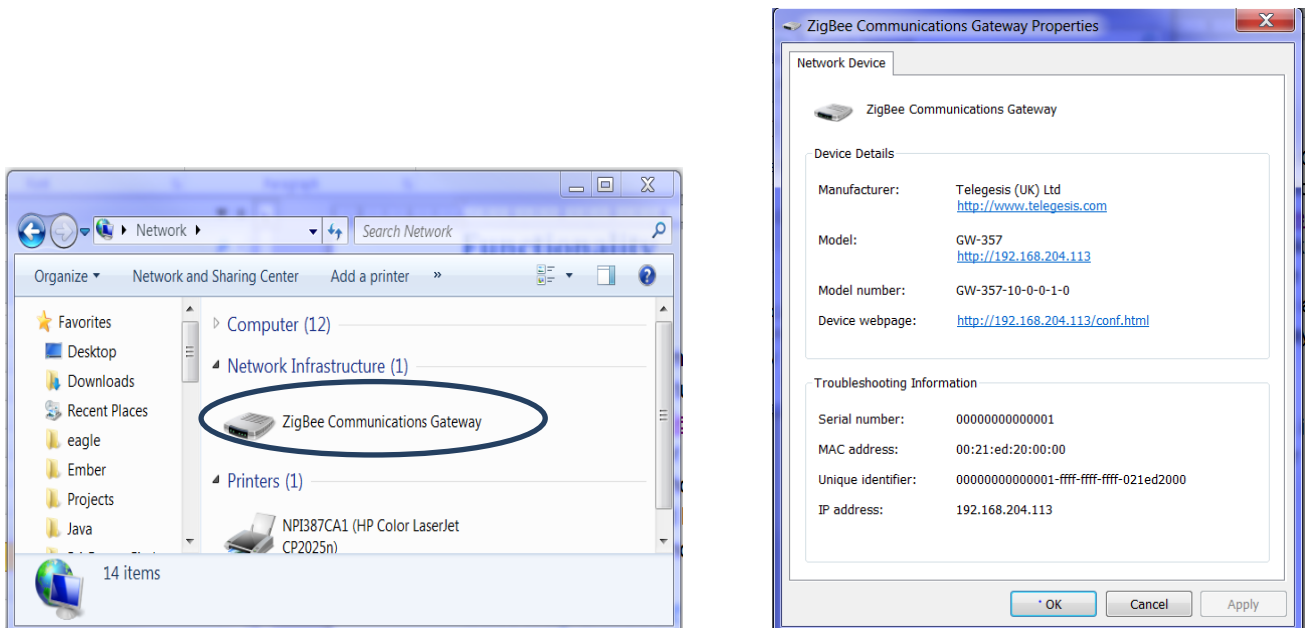 Network
Search Network
Functionality
Organize Network and Sharing Center Add a printer »
Favorites
Desktop
Downloads
Recent Places
eagle
Ember
Projects
Java
Computer (12)
Network Infrastructure (1)
ZigBee Communications Gateway
Printers (1)
NPI387CA1 (HP Color LaserJet
CP2025n)
14 items
ZigBee Communications Gateway Properties
Network Device
ZigBee Communications Gateway
Device Details
Manufacturer: Telegesis (UK) Ltd
http://www.telegesis.com
Model: GW-357
http://192.168.204.113
Model number: GW-357-10-0-0-1-0
Device webpage: http://192.168.204.113/conf.html
Troubleshooting Information
Serial number: 00000000000001
MAC address: 00:21:ed:20:00:00
Unique identifier: 00000000000001-ffff-ffff-ffff-021ed2000
IP address: 192.168.204.113
OK Cancel Apply